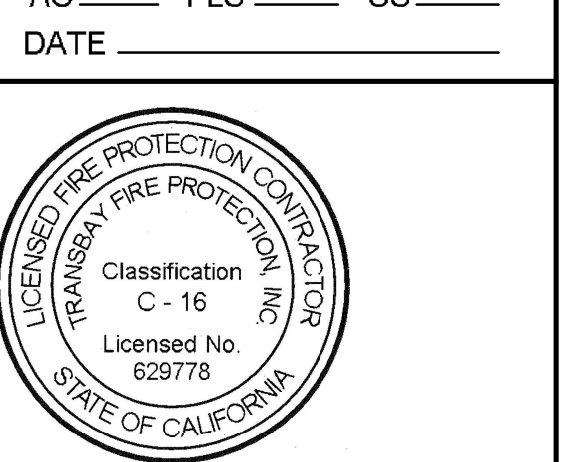 DATE
LICENSED FIRE PROTECTION CONTRACTOR
STATE OF CALIFORNIA
TRANSBAY FIRE PROTECTION, INC.
Classification
C - 16
Licensed No.
629778